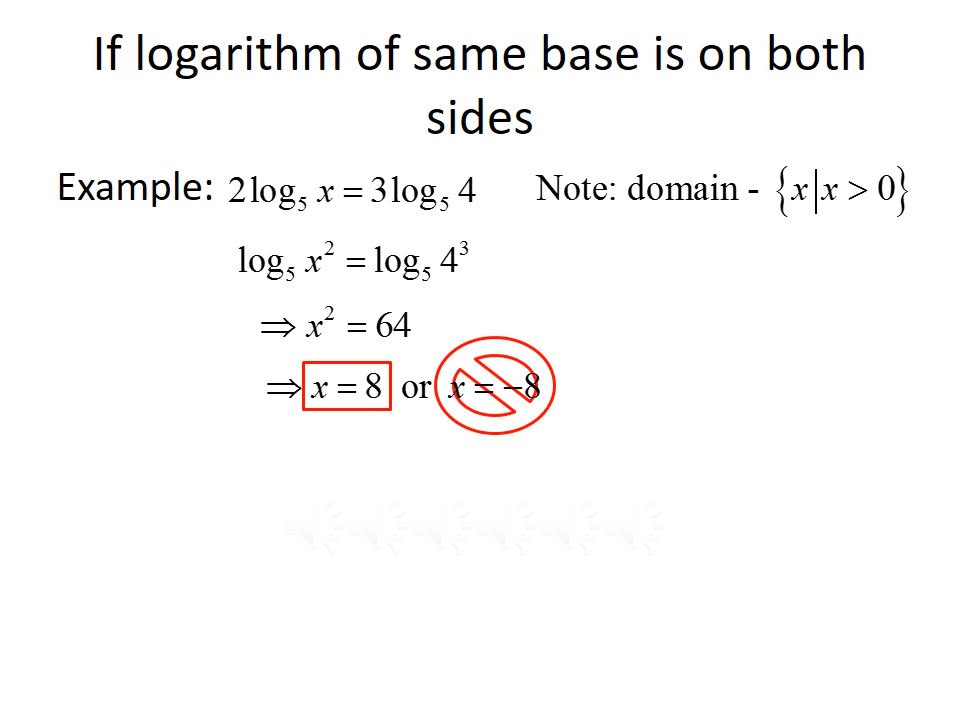 If logarithm of same base is on both
sides
Example: 2log₅ x = 3log₅ 4 Note: domain - {x|x > 0}
log₅ x² = log₅ 4³
⇒ x² = 64
⇒ x = 8 or x = −8